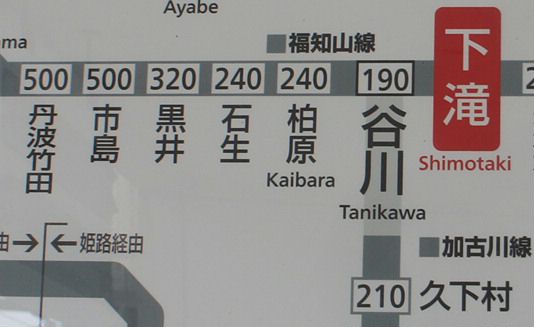 Ayabe
ma
福知山線
500 500 320 240 240 190 下滝 2
丹波竹田 市島 黒井 石生 柏原 谷川
Shimotaki
Kaibara
Tanikawa
由→ ←姫路経由
加古川線
210 久下村